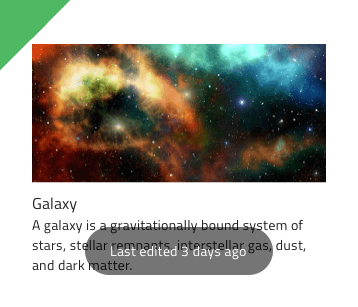 Galaxy
A galaxy is a gravitationally bound system of
stars, stellar remnants, interstellar gas, dust,
and dark matter.
Last edited 3 days ago